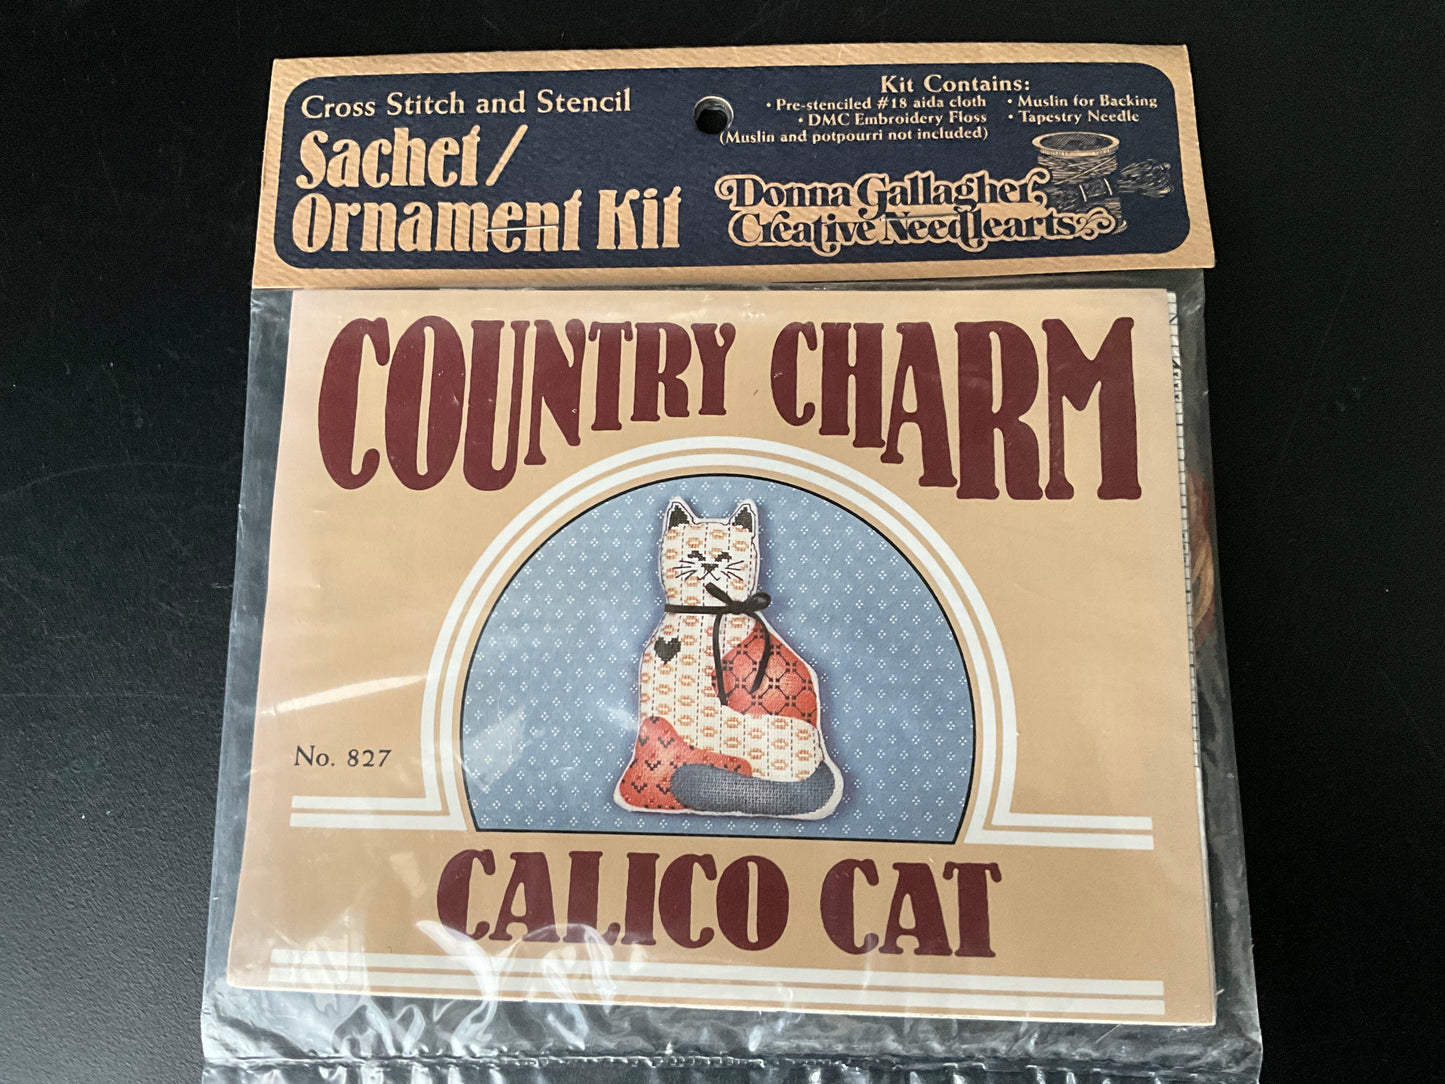 Cross Stitch and Stencil
Sachet/
Ornament Kit
Kit Contains:
• Pre-stenciled #18 aida cloth • Muslin for Backing
• DMC Embroidery Floss • Tapestry Needle
(Muslin and potpourri not included)
Donna Gallagher
Creative Needlearts
COUNTRY CHARM
No. 827
CALICO CAT